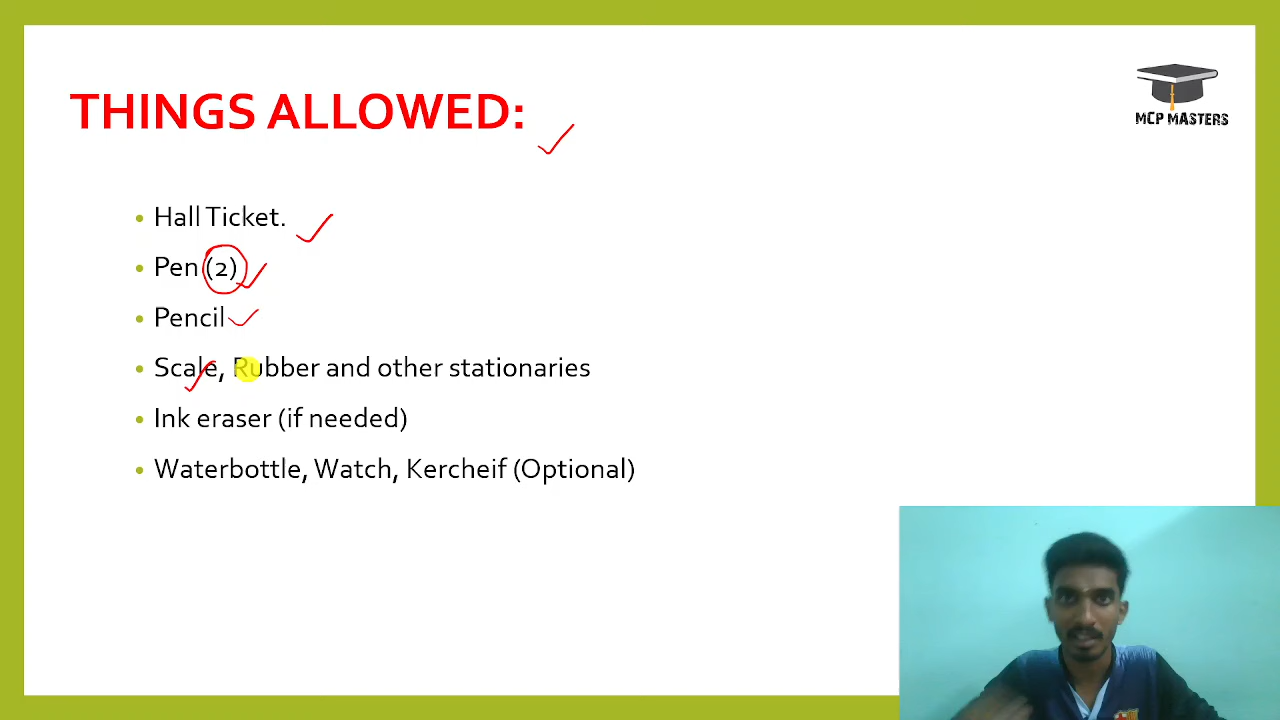 THINGS ALLOWED:
MCP MASTERS
Hall Ticket.
Pen (2)
Pencil
Scale, Rubber and other stationaries
Ink eraser (if needed)
Waterbottle, Watch, Kercheif (Optional)